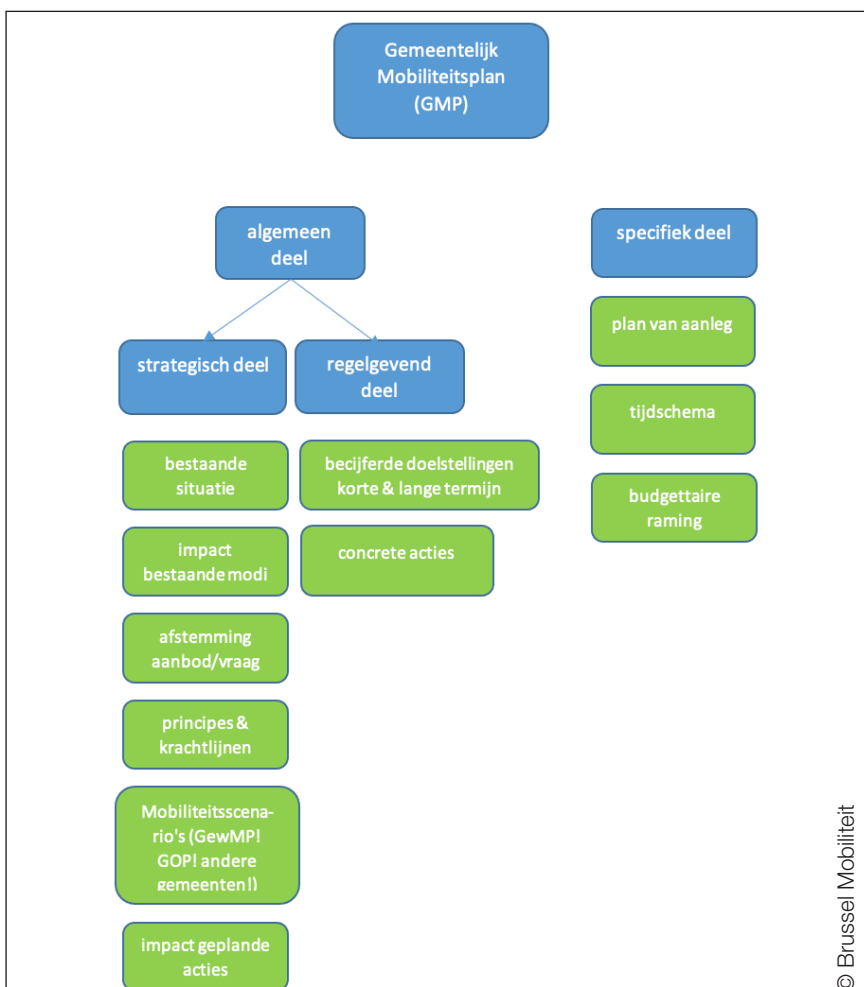 Gemeentelijk
Mobiliteitsplan
(GMP)
algemeen
deel
specifiek deel
strategisch deel
regelgevend
deel
bestaande
situatie
impact
bestaande modi
afstemming
aanbod/vraag
principes &
krachtlijnen
Mobiliteitsscena-
rio's (GewMP!
GOP! andere
gemeenten!)
impact geplande
acties
becijferde doelstellingen
korte & lange termijn
concrete acties
plan van aanleg
tijdschema
budgettaire
raming
© Brussel Mobiliteit